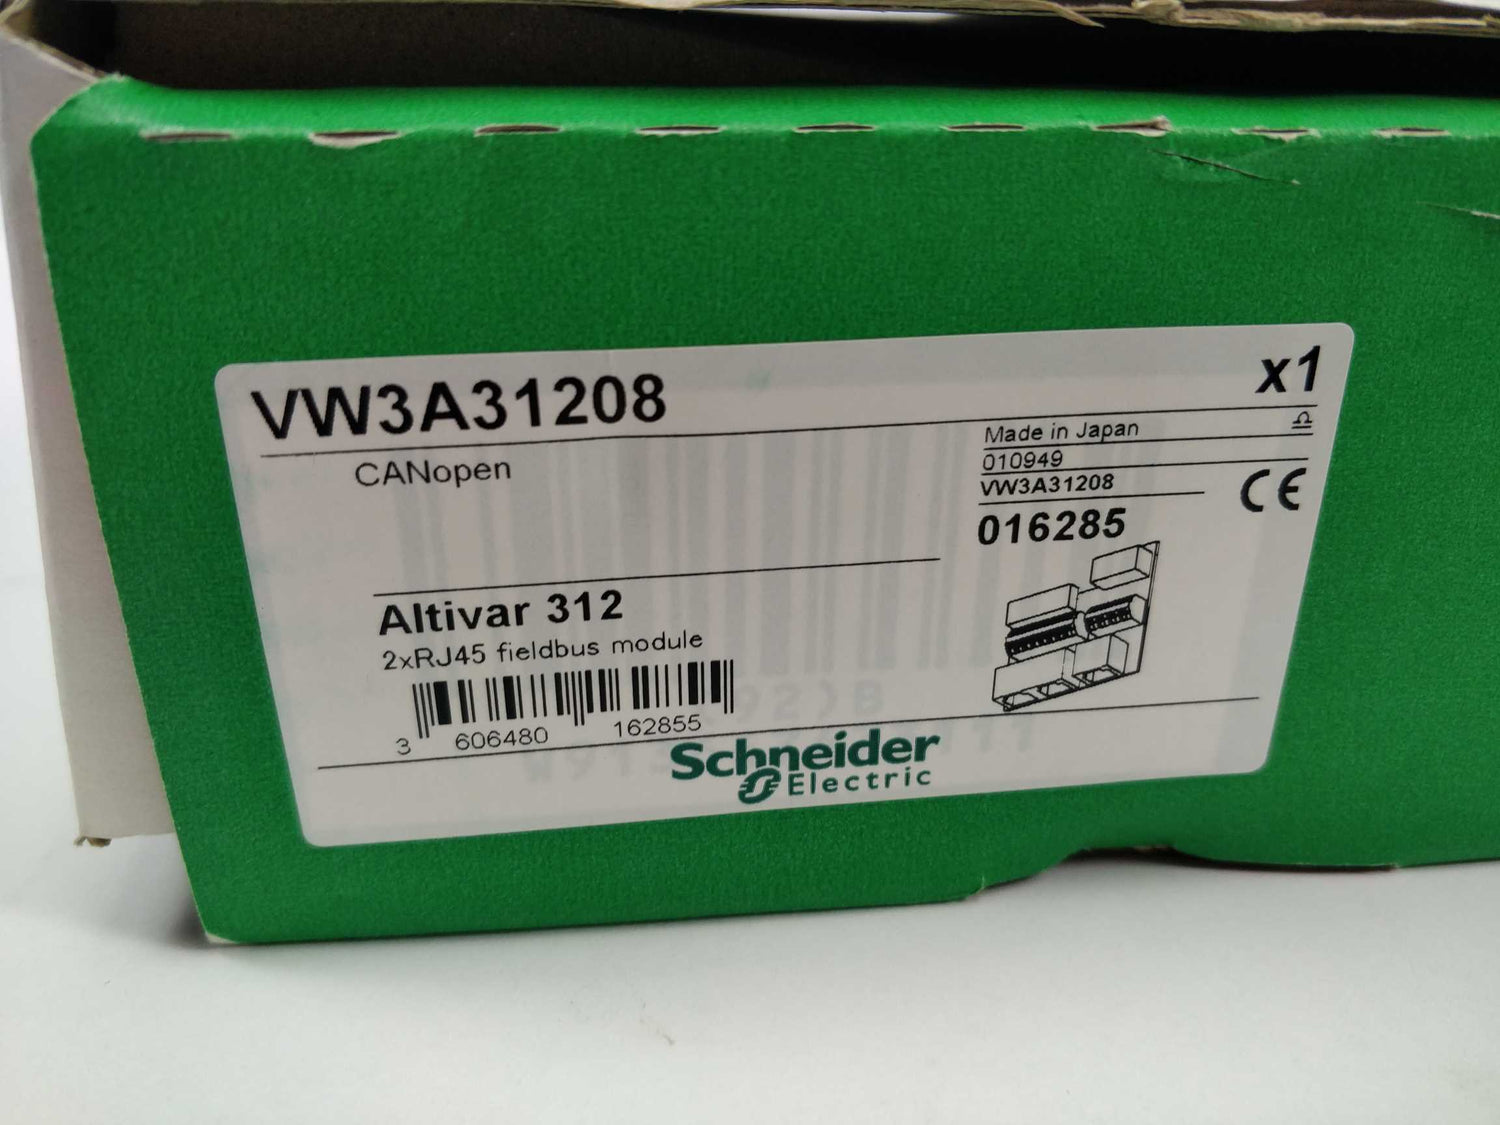 VW3A31208
x1
CANopen
Made in Japan
010949
VW3A31208
CE
016285
Altivar 312
2xRJ45 fieldbus module
3 606480 162855
Schneider
Electric